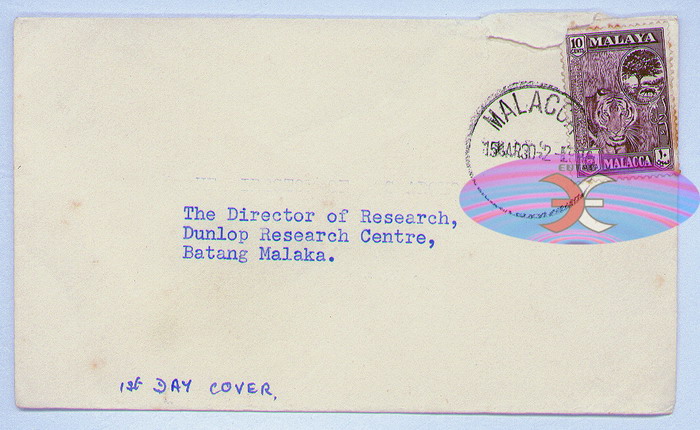 10
CENTS
MALAYA
MALACCA
MALACCA
The Director of Research,
Dunlop Research Centre,
Batang Malaka.
1st DAY COVER.